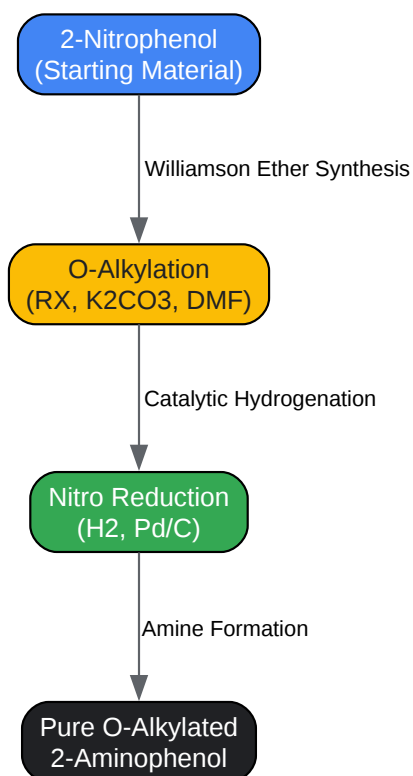 2-Nitrophenol
(Starting Material)
Williamson Ether Synthesis
O-Alkylation
(RX, K2CO3, DMF)
Catalytic Hydrogenation
Nitro Reduction
(H2, Pd/C)
Amine Formation
Pure O-Alkylated
2-Aminophenol